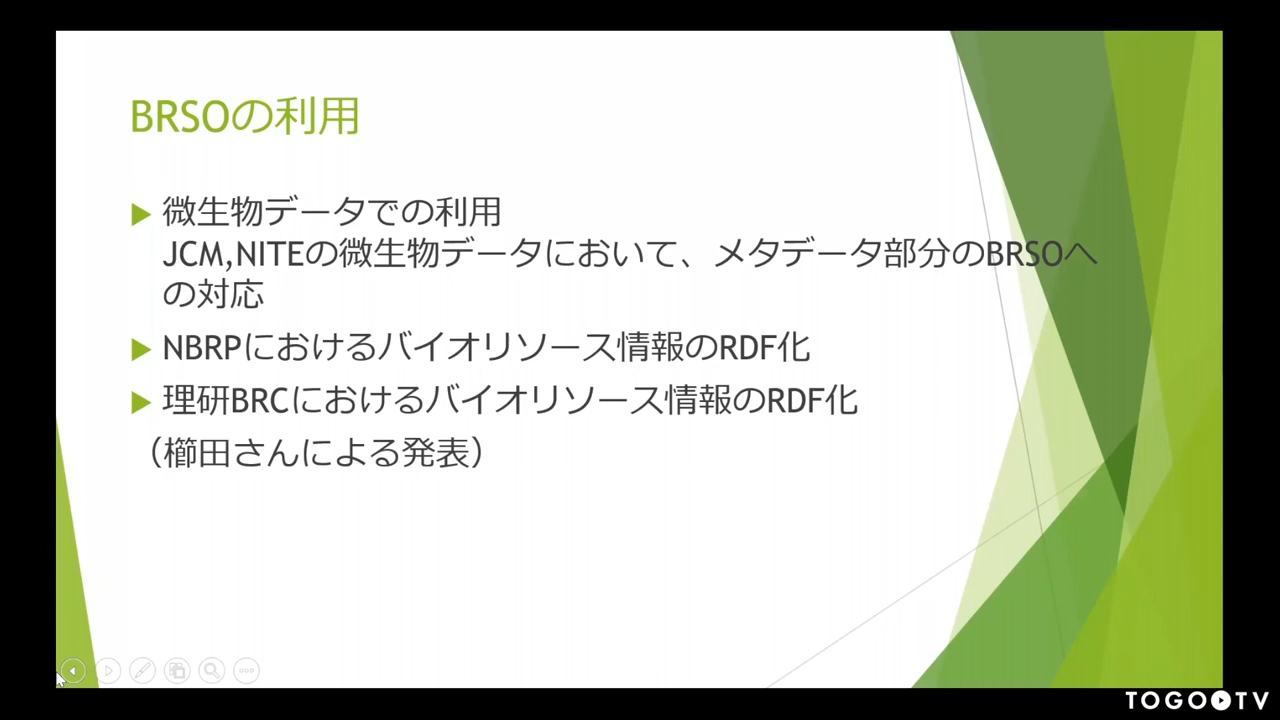 BRSOの利用
微生物データでの利用
JCM,NITEの微生物データにおいて、メタデータ部分のBRSOへ
の対応
NBRPにおけるバイオリソース情報のRDF化
理研BRCにおけるバイオリソース情報のRDF化
（櫛田さんによる発表）
TOGOTV